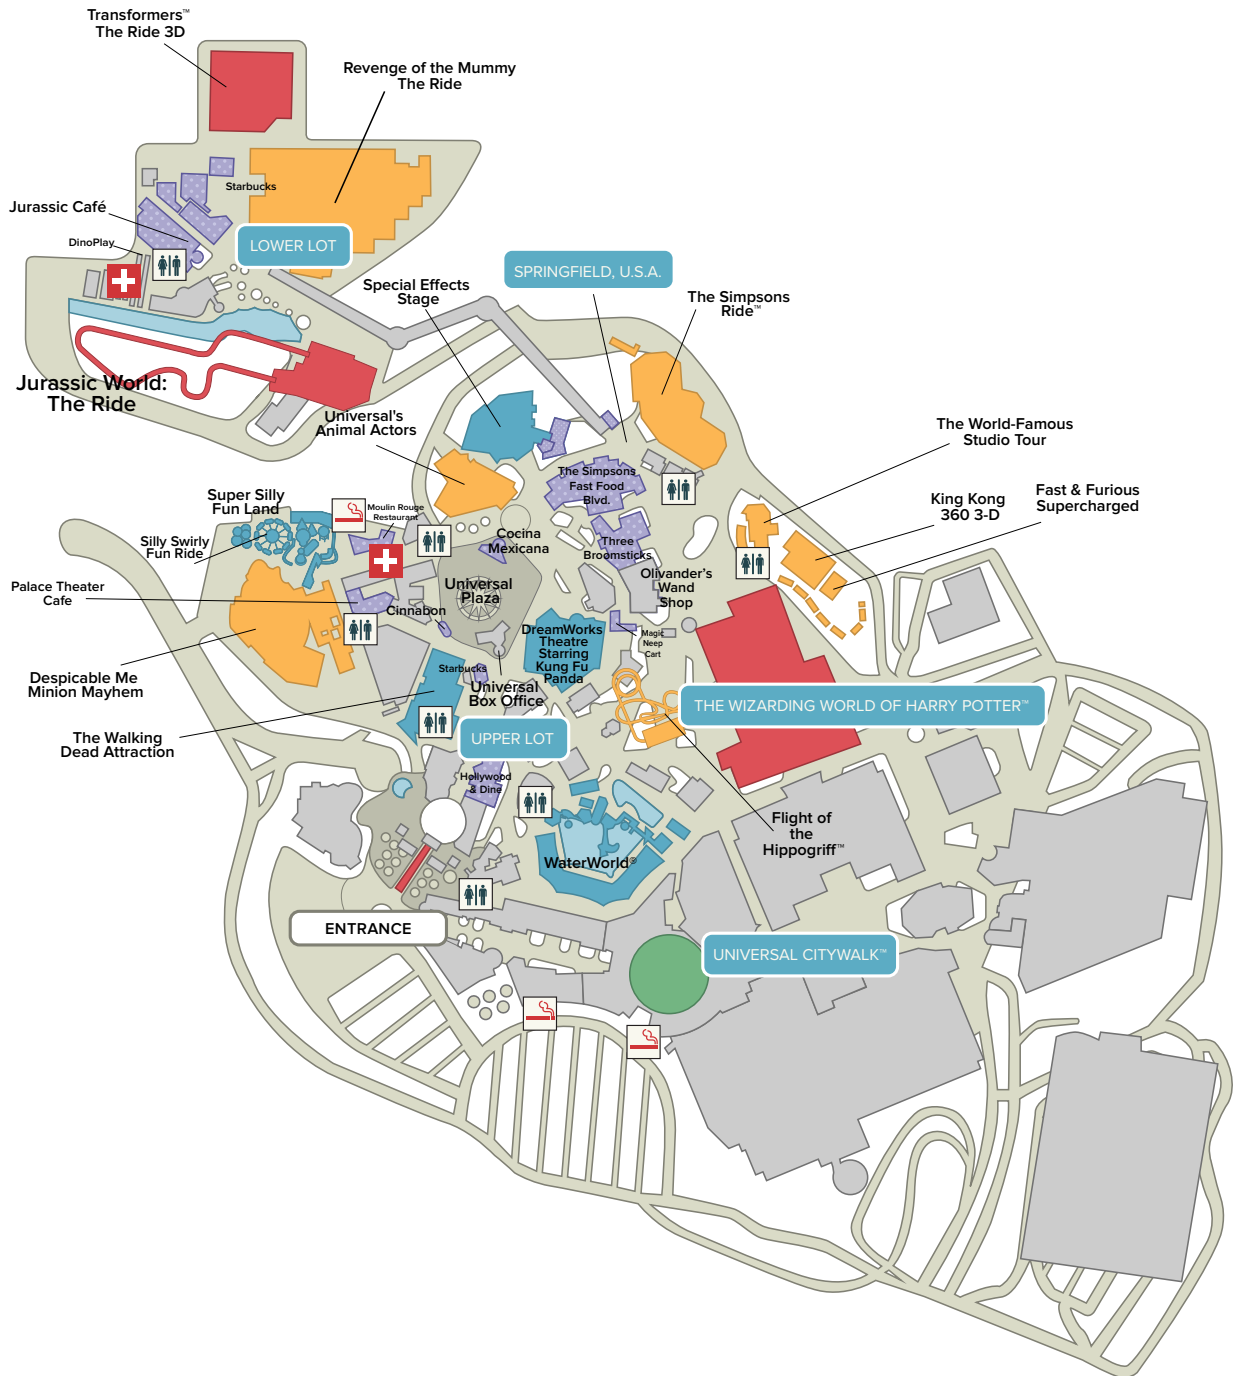 Transformers™
The Ride 3D
Revenge of the Mummy
The Ride
Starbucks
Jurassic Café
DinoPlay
LOWER LOT
Special Effects
Stage
SPRINGFIELD, U.S.A.
The Simpsons
Ride™
Jurassic World:
The Ride
Universal's
Animal Actors
The World-Famous
Studio Tour
The Simpsons
Fast Food
Blvd.
King Kong
360 3-D
Fast & Furious
Supercharged
Super Silly
Fun Land
Moulin Rouge
Restaurant
Silly Swirly
Fun Ride
Cocina
Mexicana
Three
Broomsticks
Olivander's
Wand
Shop
Palace Theater
Cafe
Universal
Plaza
Cinnabon
DreamWorks
Theatre
Starring
Kung Fu
Panda
Magic
Neep
Cart
Starbucks
Universal
Box Office
Despicable Me
Minion Mayhem
THE WIZARDING WORLD OF HARRY POTTER™
The Walking
Dead Attraction
UPPER LOT
Hollywood
& Dine
Flight of
the
Hippogriff™
WaterWorld®
ENTRANCE
UNIVERSAL CITYWALK™